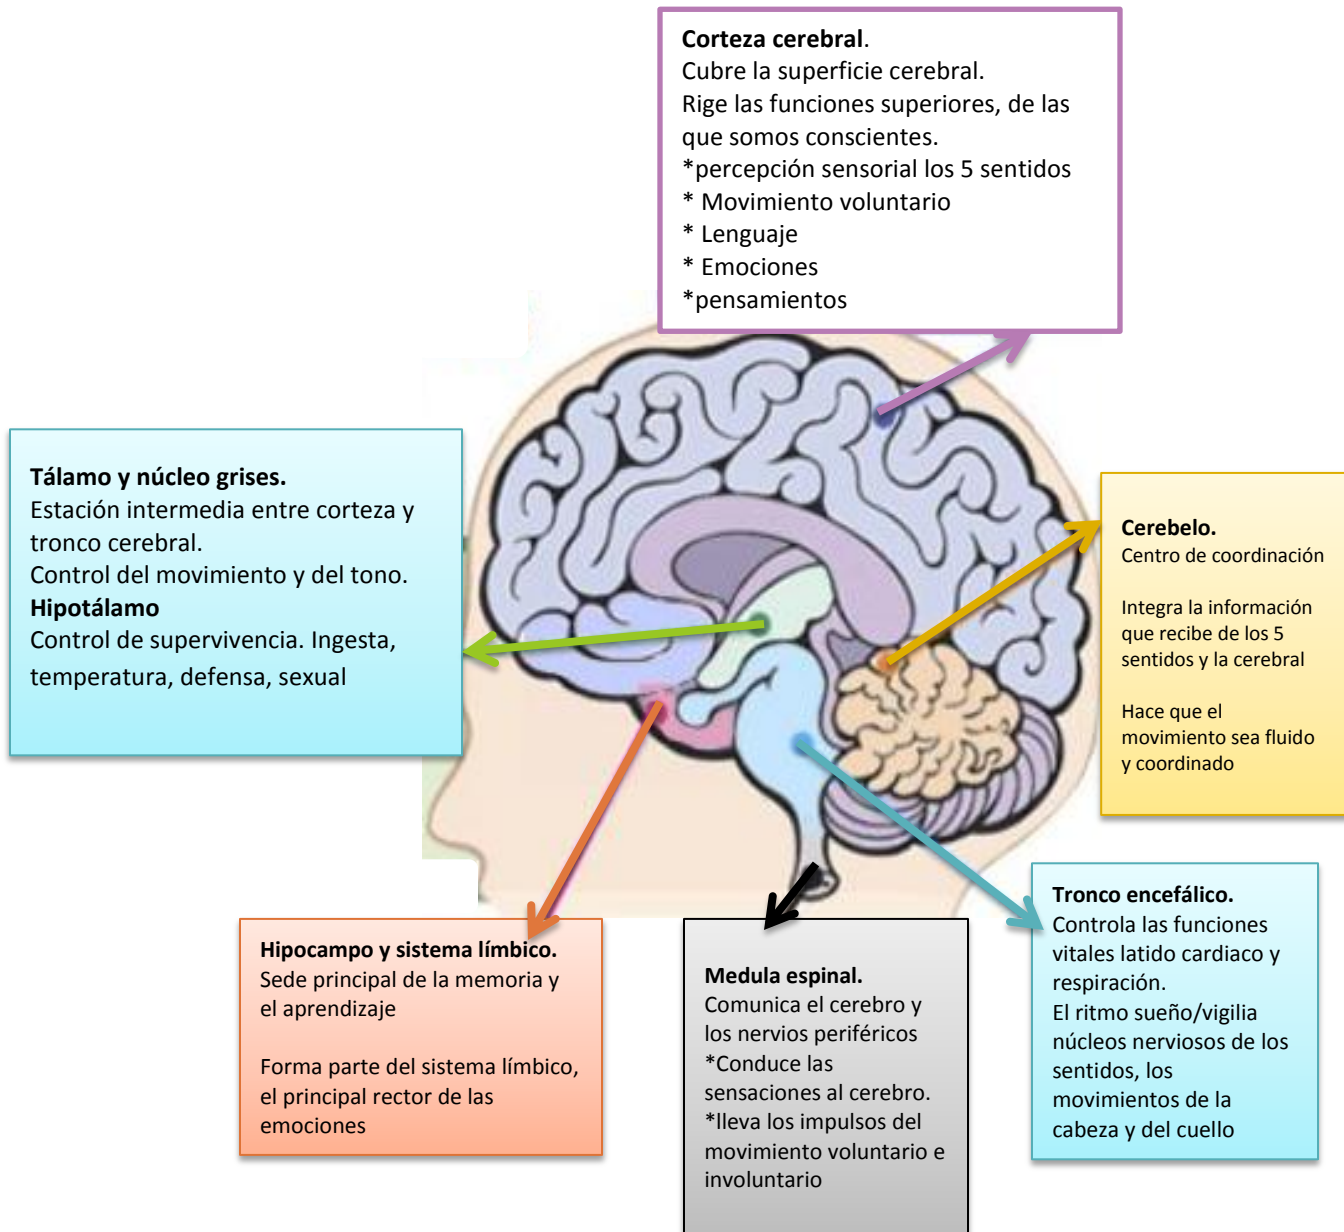 Corteza cerebral.
Cubre la superficie cerebral.
Rige las funciones superiores, de las
que somos conscientes.
*percepción sensorial los 5 sentidos
* Movimiento voluntario
* Lenguaje
* Emociones
*pensamientos
Tálamo y núcleo grises.
Estación intermedia entre corteza y
tronco cerebral.
Control del movimiento y del tono.
Hipotálamo
Control de supervivencia. Ingesta,
temperatura, defensa, sexual
Cerebelo.
Centro de coordinación
Integra la información
que recibe de los 5
sentidos y la cerebral
Hace que el
movimiento sea fluido
y coordinado
Hipocampo y sistema límbico.
Sede principal de la memoria y
el aprendizaje
Forma parte del sistema límbico,
el principal rector de las
emociones
Medula espinal.
Comunica el cerebro y
los nervios periféricos
*Conduce las
sensaciones al cerebro.
*lleva los impulsos del
movimiento voluntario e
involuntario
Tronco encefálico.
Controla las funciones
vitales latido cardiaco y
respiración.
El ritmo sueño/vigilia
núcleos nerviosos de los
sentidos, los
movimientos de la
cabeza y del cuello